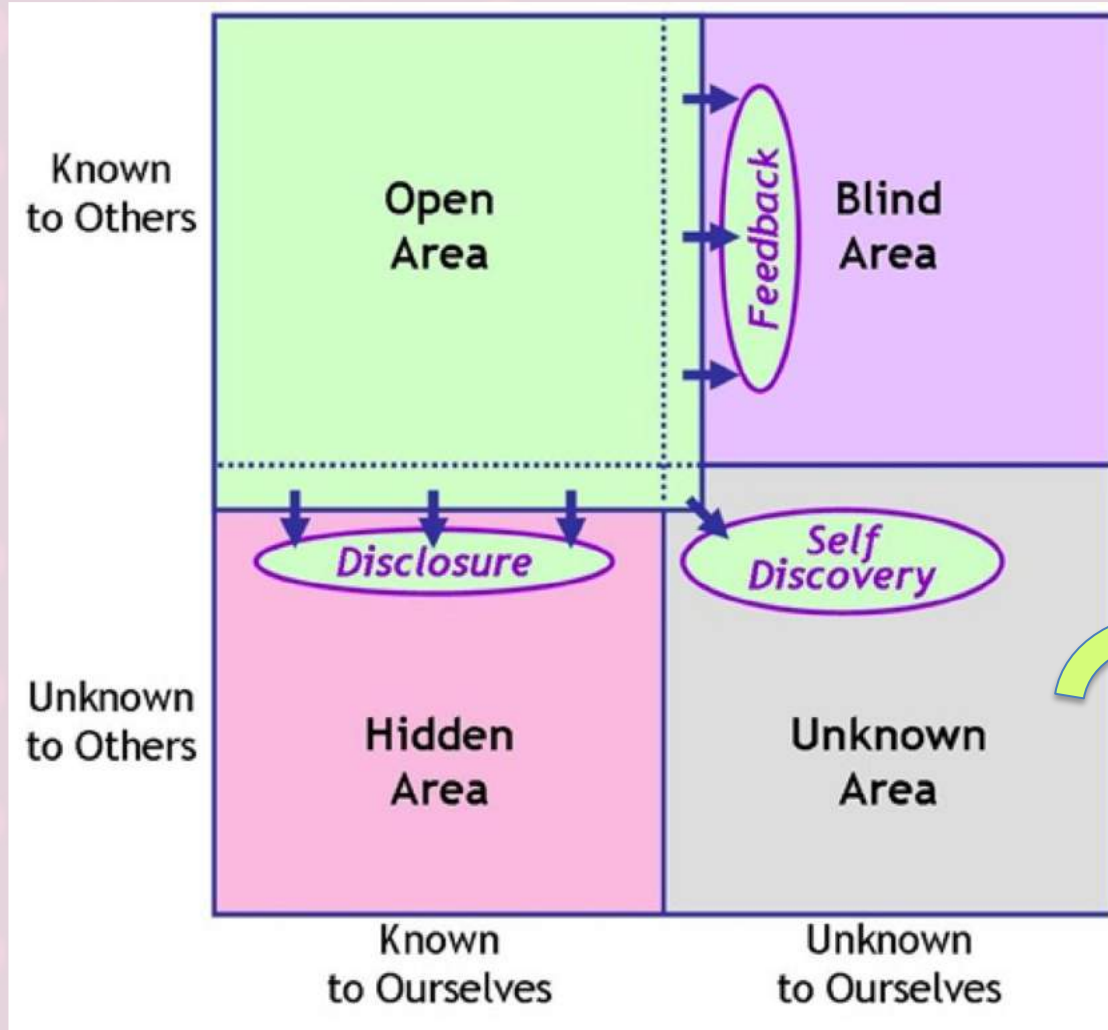 Known
to Others
Open
Area
Feedback
Blind
Area
Disclosure
Self
Discovery
Unknown
to Others
Hidden
Area
Unknown
Area
Known
to Ourselves
Unknown
to Ourselves